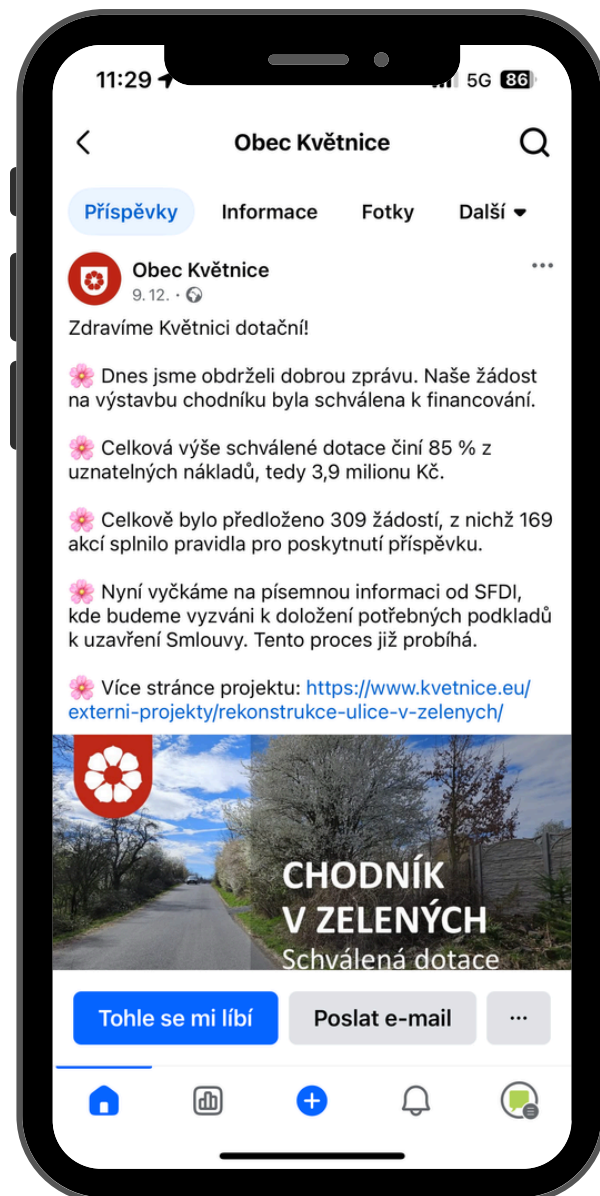 11:29
5G 86
Obec Květnice
Příspěvky Informace Fotky Další
Obec Květnice
9. 12. ·
Zdravíme Květnici dotační!
🌸 Dnes jsme obdrželi dobrou zprávu. Naše žádost
na výstavbu chodníku byla schválena k financování.
🌸 Celková výše schválené dotace činí 85 % z
uznatelných nákladů, tedy 3,9 milionu Kč.
🌸 Celkově bylo předloženo 309 žádostí, z nichž 169
akcí splnilo pravidla pro poskytnutí příspěvku.
🌸 Nyní vyčkáme na písemnou informaci od SFDI,
kde budeme vyzváni k doložení potřebných podkladů
k uzavření Smlouvy. Tento proces již probíhá.
🌸 Více stránce projektu: https://www.kvetnice.eu/
externi-projekty/rekonstrukce-ulice-v-zelenych/
CHODNÍK
V ZELENÝCH
Schválená dotace
Tohle se mi líbí Poslat e-mail ...